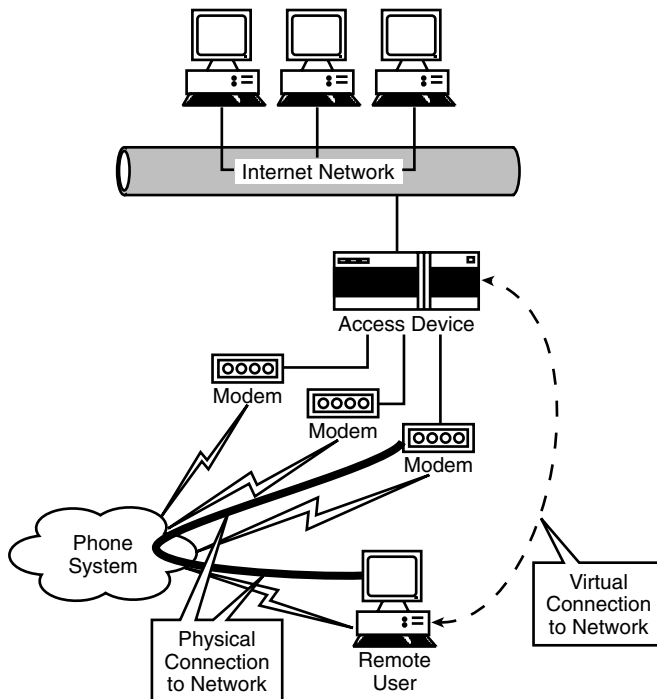 Internet Network
Access Device
Modem
Modem
Modem
Phone
System
Physical
Connection
to Network
Remote
User
Virtual
Connection
to Network